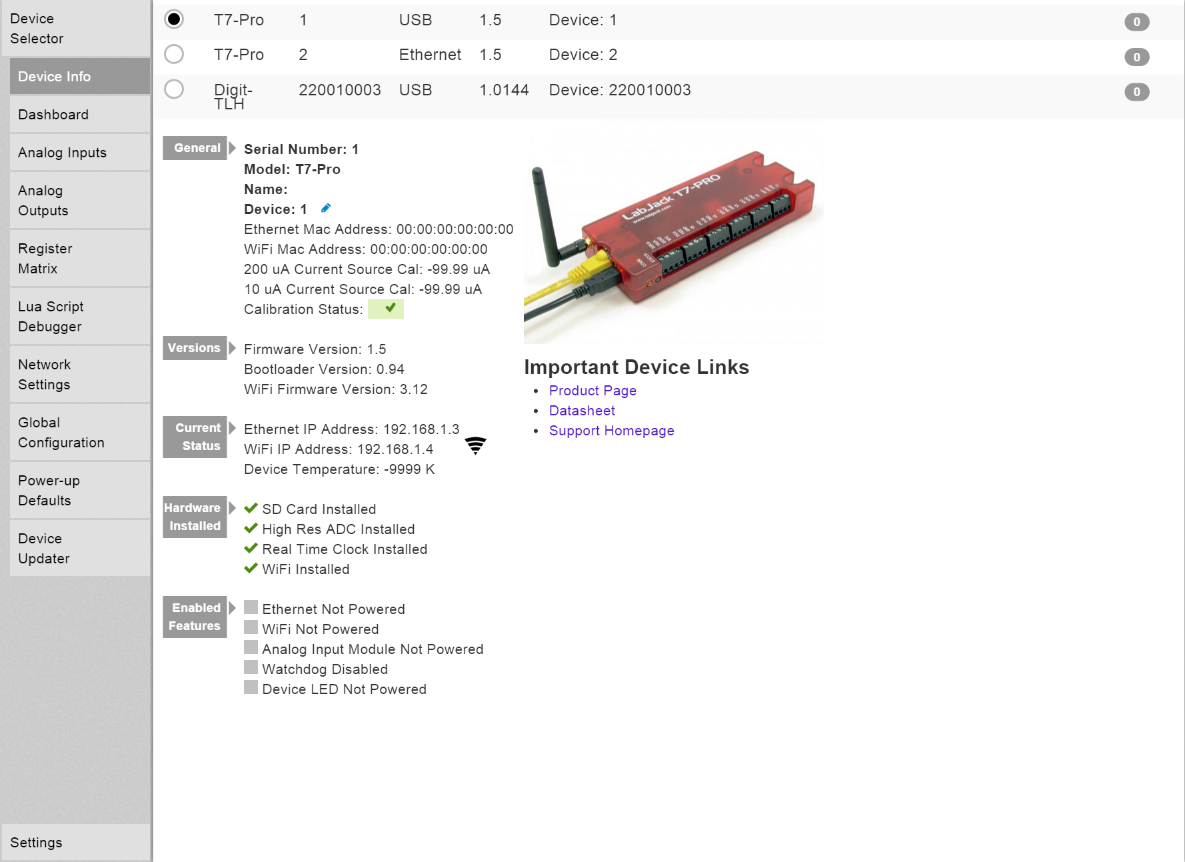 Device
Selector
Device Info
Dashboard
Analog Inputs
Analog
Outputs
Register
Matrix
Lua Script
Debugger
Network
Settings
Global
Configuration
Power-up
Defaults
Device
Updater
Settings
T7-Pro 1 USB 1.5 Device: 1 0
T7-Pro 2 Ethernet 1.5 Device: 2 0
Digit-
TLH 220010003 USB 1.0144 Device: 220010003 0
General
Serial Number: 1
Model: T7-Pro
Name:
Device: 1
Ethernet Mac Address: 00:00:00:00:00:00
WiFi Mac Address: 00:00:00:00:00:00
200 uA Current Source Cal: -99.99 uA
10 uA Current Source Cal: -99.99 uA
Calibration Status:
Versions
Firmware Version: 1.5
Bootloader Version: 0.94
WiFi Firmware Version: 3.12
Current
Status
Ethernet IP Address: 192.168.1.3
WiFi IP Address: 192.168.1.4
Device Temperature: -9999 K
Hardware
Installed
SD Card Installed
High Res ADC Installed
Real Time Clock Installed
WiFi Installed
Enabled
Features
Ethernet Not Powered
WiFi Not Powered
Analog Input Module Not Powered
Watchdog Disabled
Device LED Not Powered
LabJack T7-PRO
www.labjack.com
Important Device Links
Product Page
Datasheet
Support Homepage